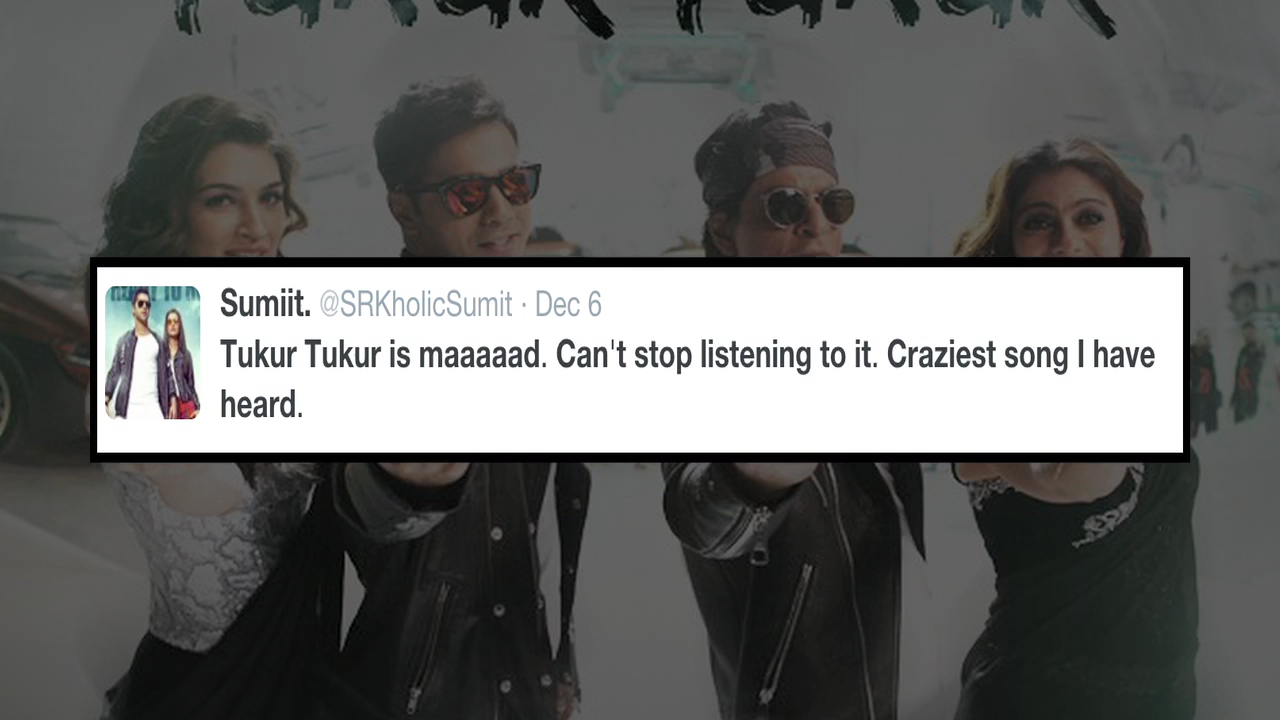 Sumiit. @SRKholicSumit · Dec 6
Tukur Tukur is maaaaad. Can't stop listening to it. Craziest song I have
heard.